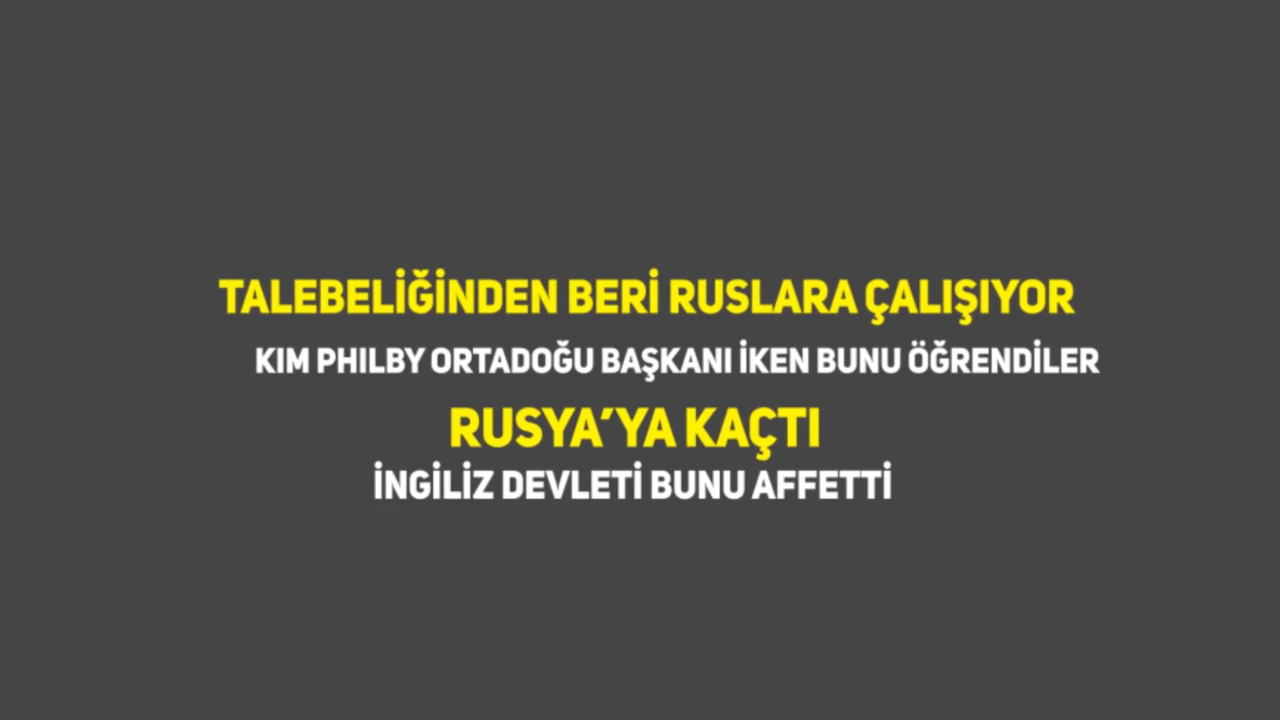 TALEBELİĞİNDEN BERİ RUSLARA ÇALIŞIYOR
KIM PHILBY ORTADOĞU BAŞKANI İKEN BUNU ÖĞRENDİLER
RUSYA'YA KAÇTI
İNGİLİZ DEVLETİ BUNU AFFETTİ